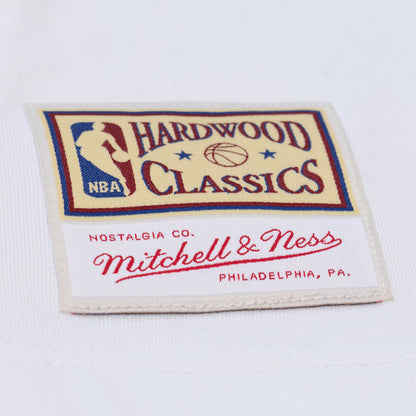 HARDWOOD
CLASSICS
NBA
NOSTALGIA CO.
Mitchell & Ness
PHILADELPHIA, PA.